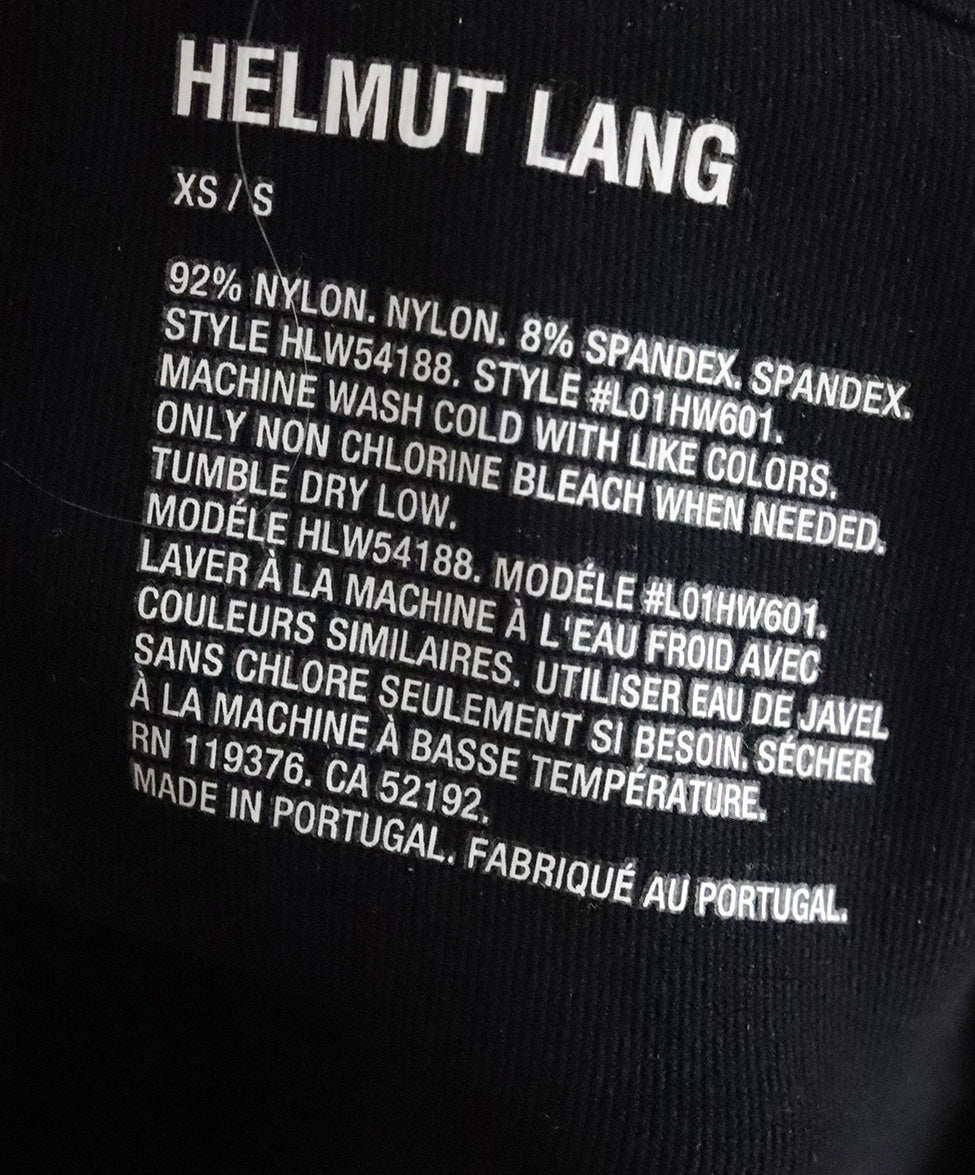 HELMUT LANG
XS / S
92% NYLON. NYLON. 8% SPANDEX. SPANDEX.
STYLE HLW54188. STYLE #L01HW601.
MACHINE WASH COLD WITH LIKE COLORS.
ONLY NON CHLORINE BLEACH WHEN NEEDED.
TUMBLE DRY LOW.
MODÉLE HLW54188. MODÉLE #L01HW601.
LAVER À LA MACHINE À L'EAU FROID AVEC
COULEURS SIMILAIRES. UTILISER EAU DE JAVEL
SANS CHLORE SEULEMENT SI BESOIN. SÉCHER
À LA MACHINE À BASSE TEMPÉRATURE.
RN 119376. CA 52192.
MADE IN PORTUGAL. FABRIQUÉ AU PORTUGAL.